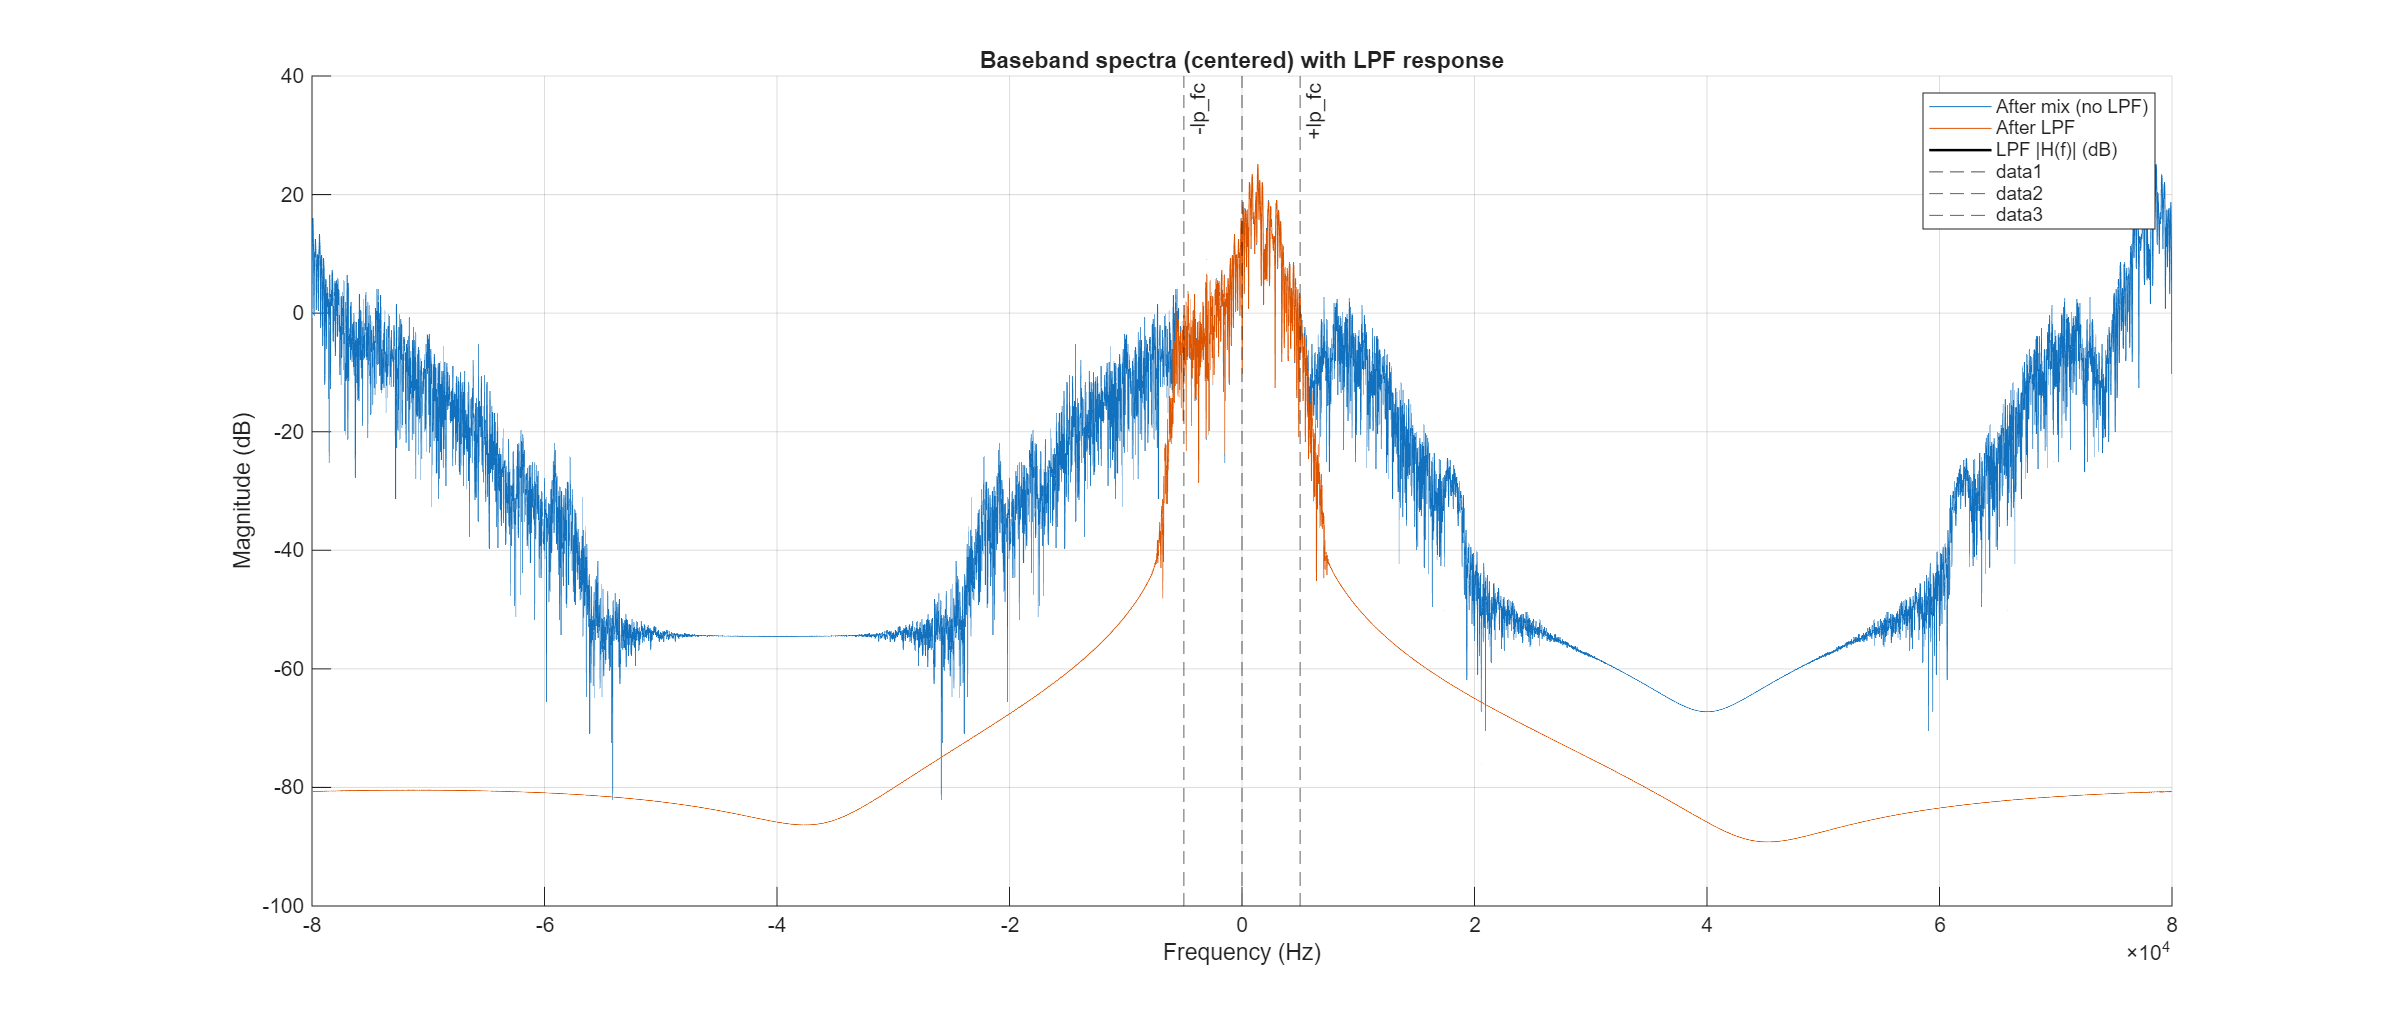 Baseband spectra (centered) with LPF response
40
20
0
-20
-40
-60
-80
-100
Magnitude (dB)
-lp_fc
+lp_fc
After mix (no LPF)
After LPF
LPF |H(f)| (dB)
data1
data2
data3
-8
-6
-4
-2
0
2
4
6
8
Frequency (Hz)
×10⁴